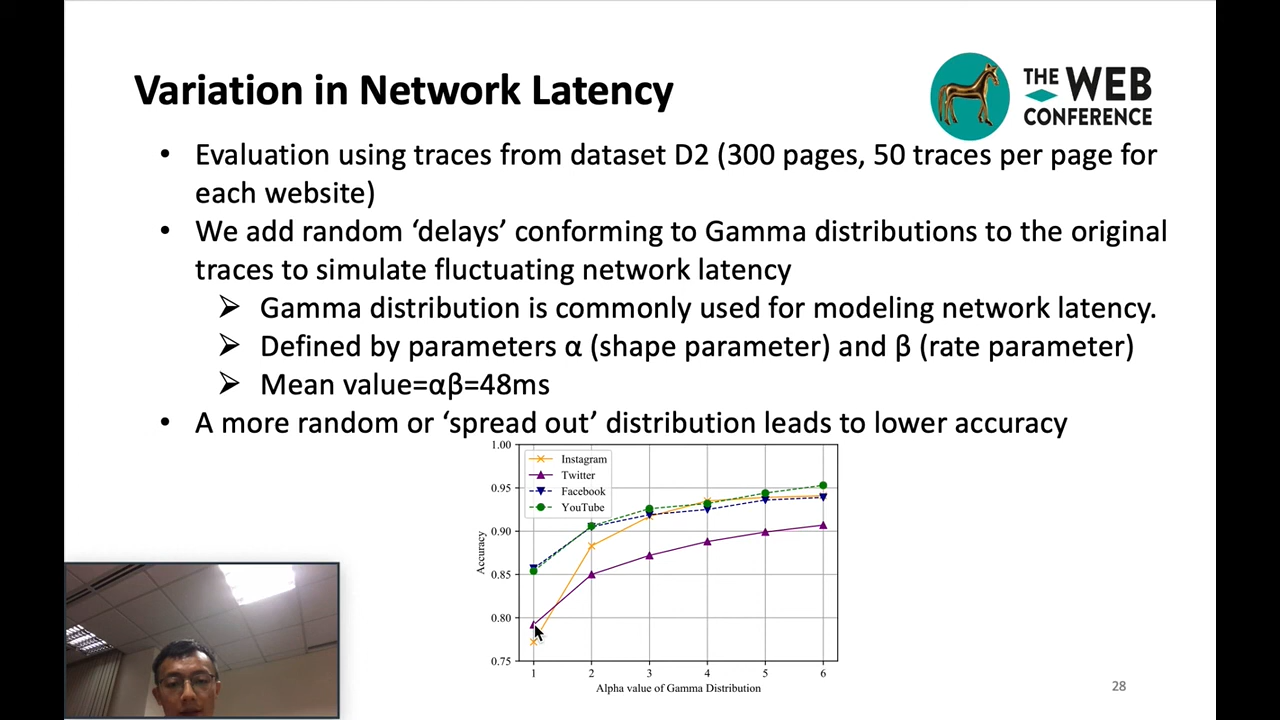 Variation in Network Latency
THE WEB
CONFERENCE
• Evaluation using traces from dataset D2 (300 pages, 50 traces per page for
each website)
• We add random ‘delays’ conforming to Gamma distributions to the original
traces to simulate fluctuating network latency
➢ Gamma distribution is commonly used for modeling network latency.
➢ Defined by parameters α (shape parameter) and β (rate parameter)
➢ Mean value=αβ=48ms
• A more random or ‘spread out’ distribution leads to lower accuracy
1.00
0.95
0.90
0.85
0.80
0.75
Accuracy
Instagram
Twitter
Facebook
YouTube
1 2 3 4 5 6
Alpha value of Gamma Distribution
28